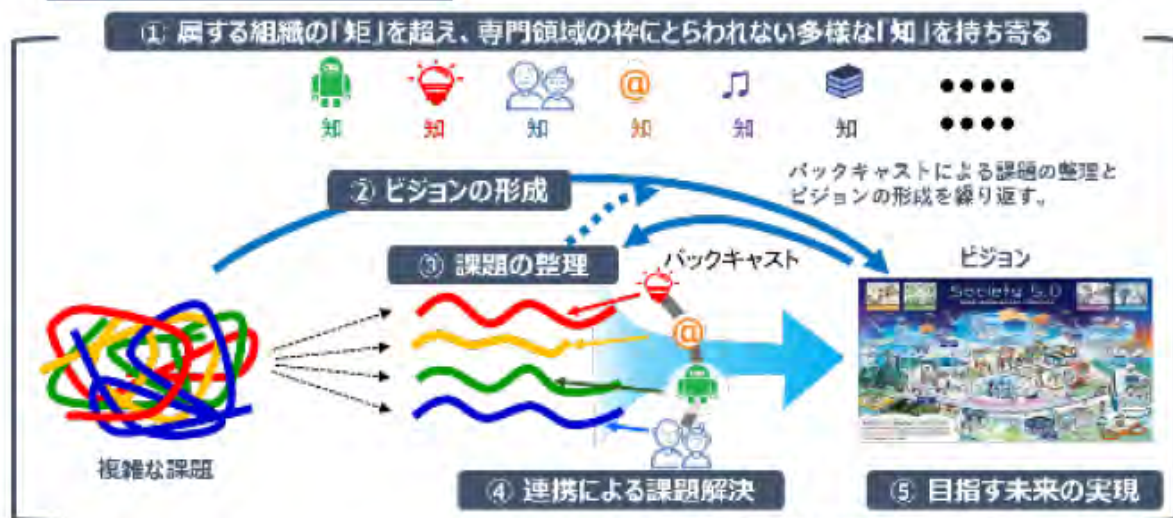 ① 属する組織の「矩」を超え、専門領域の枠にとらわれない多様な「知」を持ち寄る
@
知 知 知 知 知 知
② ビジョンの形成
バックキャストによる課題の整理と
ビジョンの形成を繰り返す。
③ 課題の整理
バックキャスト
ビジョン
Society 5.0
@
複雑な課題
④ 連携による課題解決
⑤ 目指す未来の実現